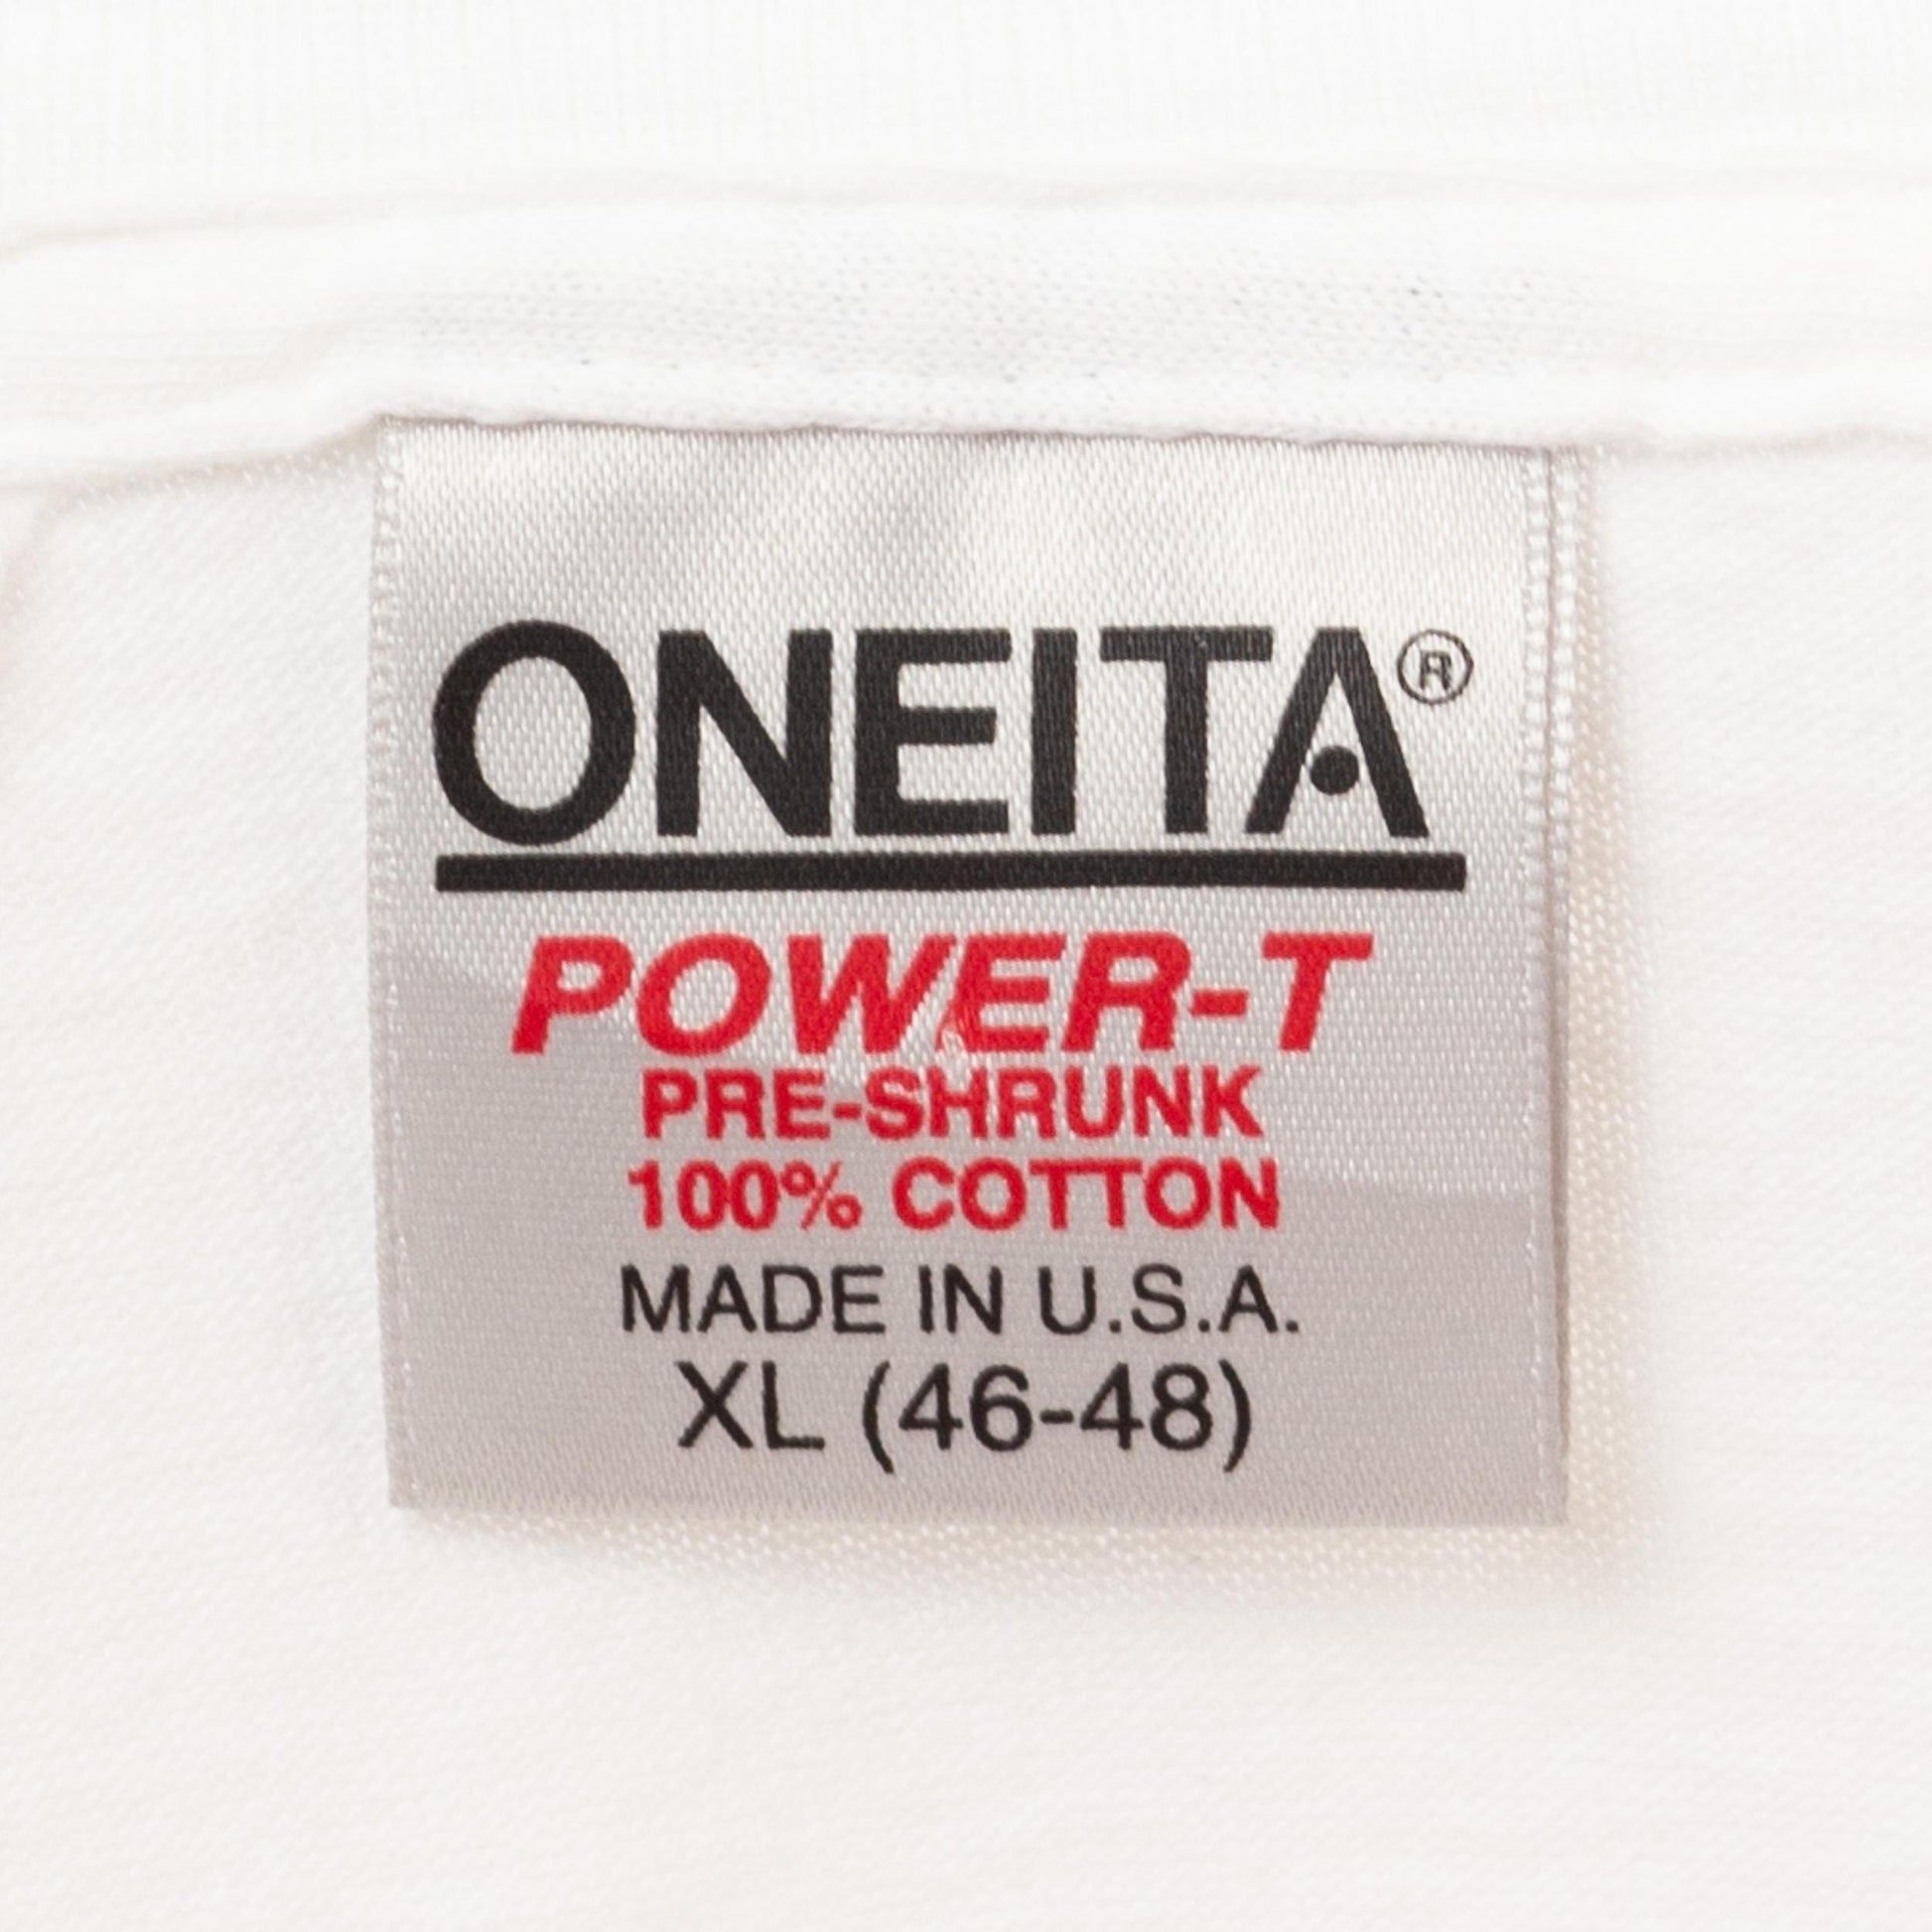 ONEITA®
POWER-T
PRE-SHRUNK
100% COTTON
MADE IN U.S.A.
XL (46-48)